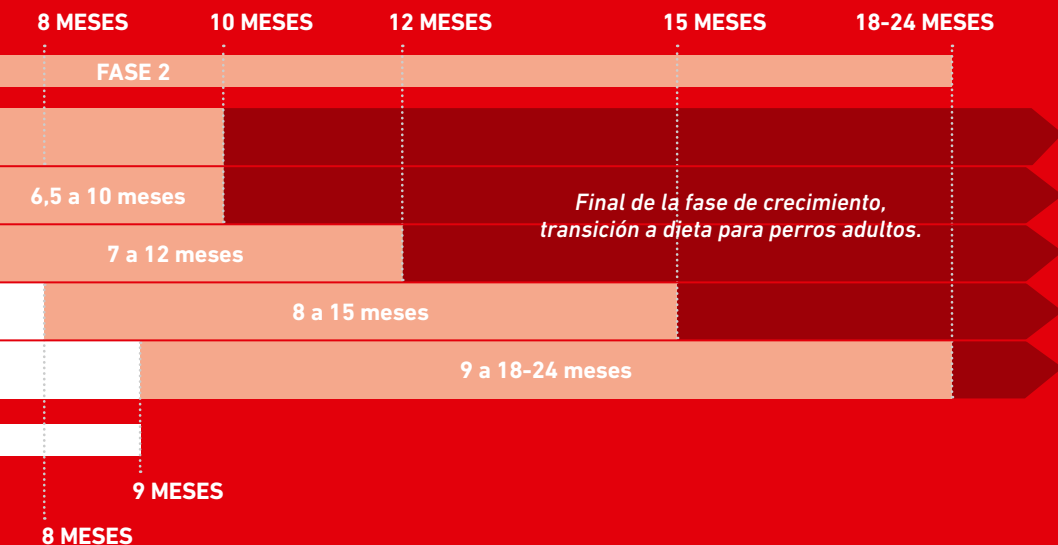 8 MESES
10 MESES
12 MESES
15 MESES
18-24 MESES
FASE 2
6,5 a 10 meses
Final de la fase de crecimiento,
transición a dieta para perros adultos.
7 a 12 meses
8 a 15 meses
9 a 18-24 meses
9 MESES
8 MESES